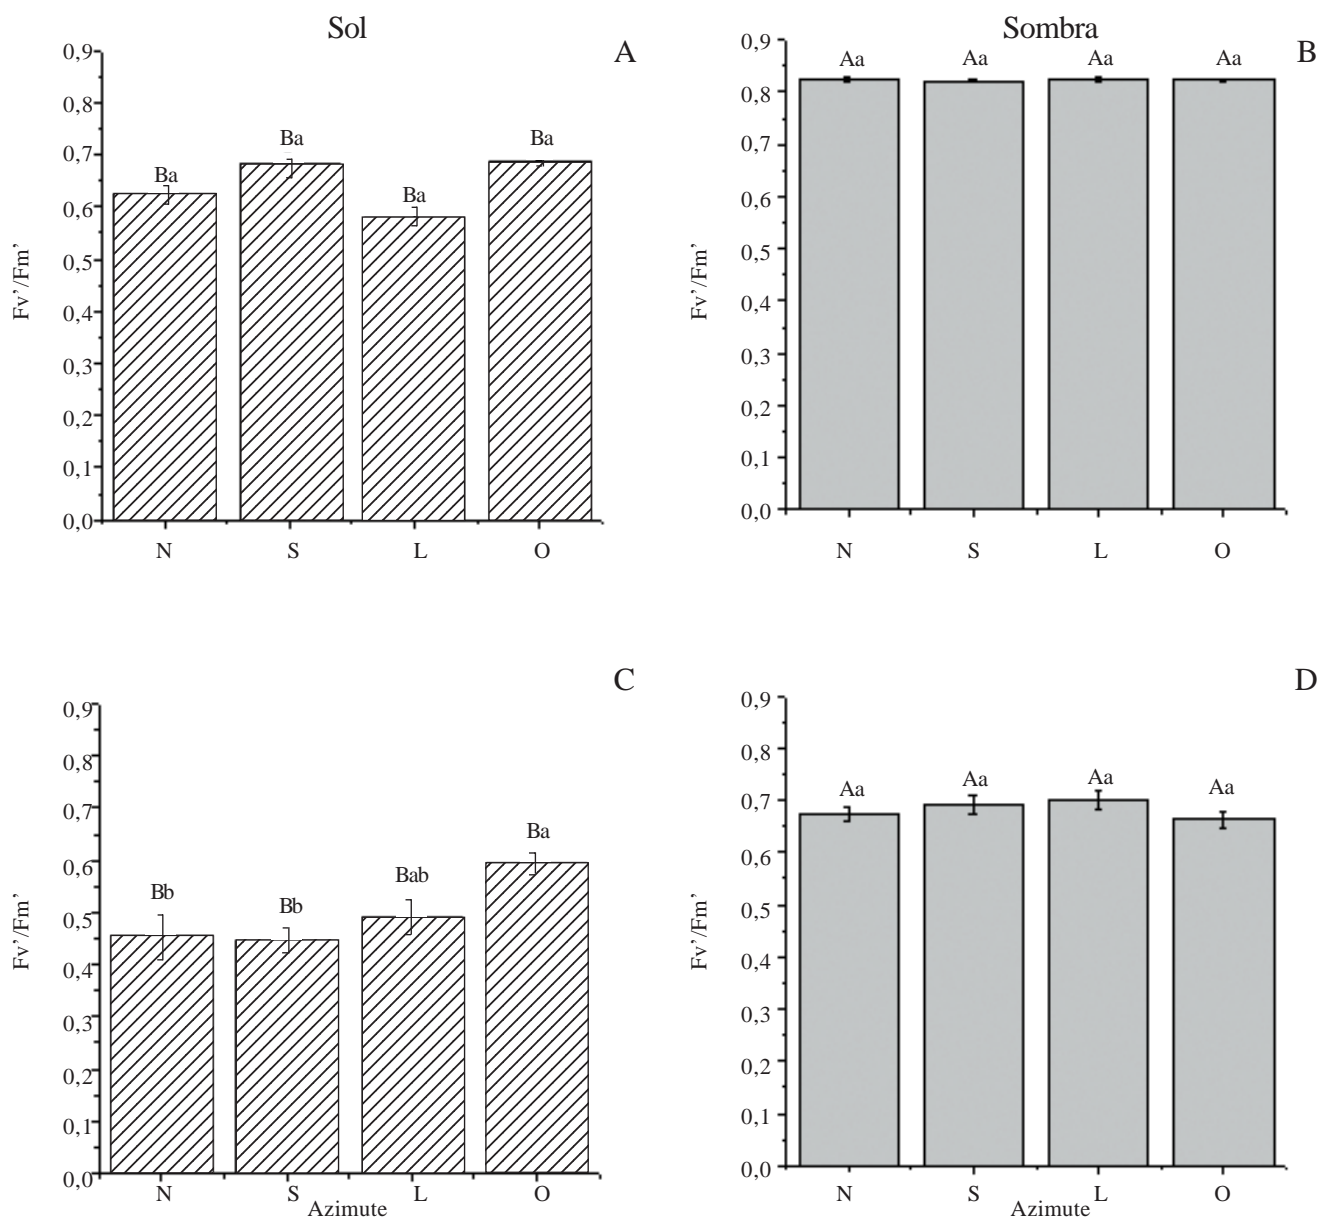 Sol
A
0,9
0,8
0,7
0,6
0,5
0,4
0,3
0,2
0,1
0,0
Fv’/Fm’
Ba
Ba
Ba
Ba
N S L O
Sombra
B
0,9
0,8
0,7
0,6
0,5
0,4
0,3
0,2
0,1
0,0
Fv’/Fm’
Aa Aa Aa Aa
N S L O
C
0,9
0,8
0,7
0,6
0,5
0,4
0,3
0,2
0,1
0,0
Fv’/Fm’
Bb
Bb
Bab
Ba
N S L O
Azimute
D
0,9
0,8
0,7
0,6
0,5
0,4
0,3
0,2
0,1
0,0
Fv’/Fm’
Aa
Aa
Aa
Aa
N S L O
Azimute